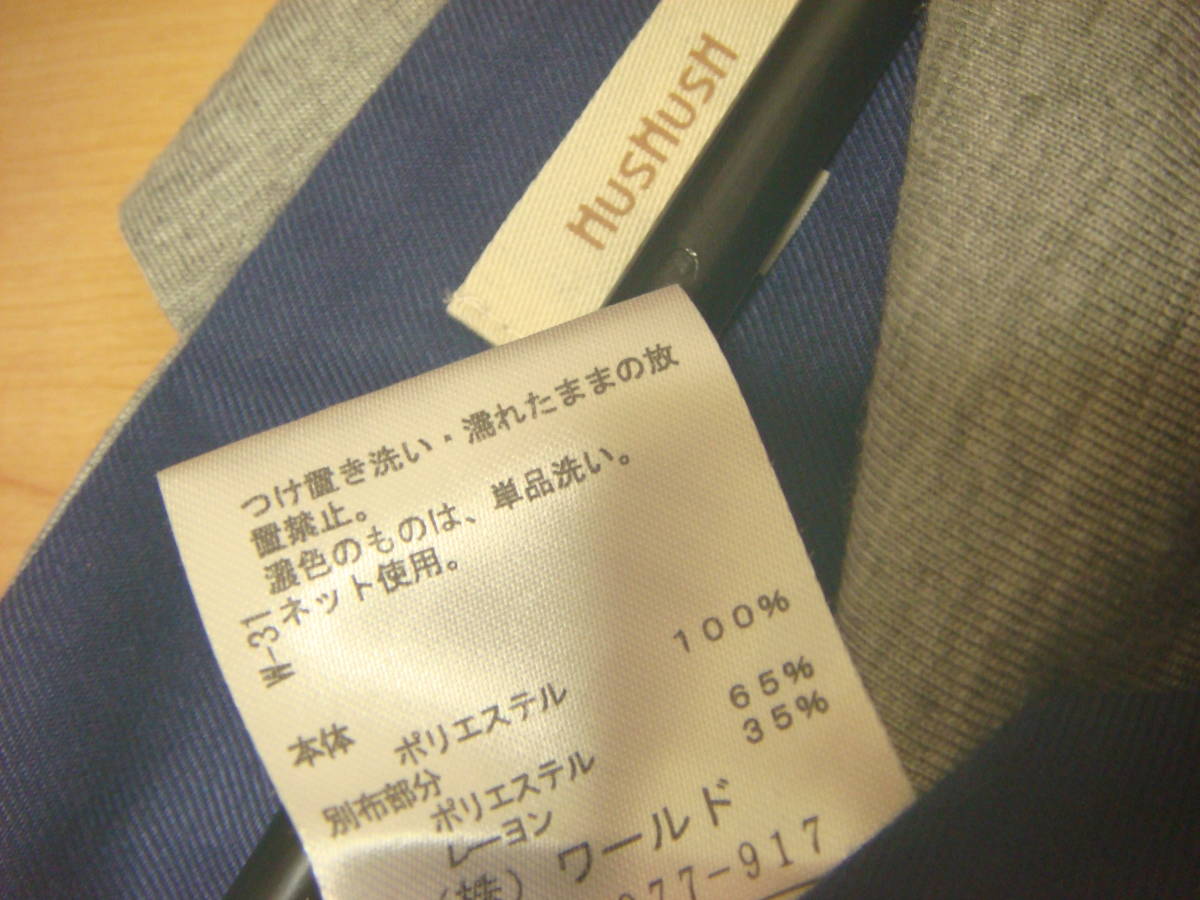 HusHusH
つけ置き洗い・濡れたままの放
置禁止。
濃色のものは、単品洗い。
ネット使用。
W-31
本体 ポリエステル 100%
別布部分
ポリエステル 65%
レーヨン 35%
(株) ワールド
077-917